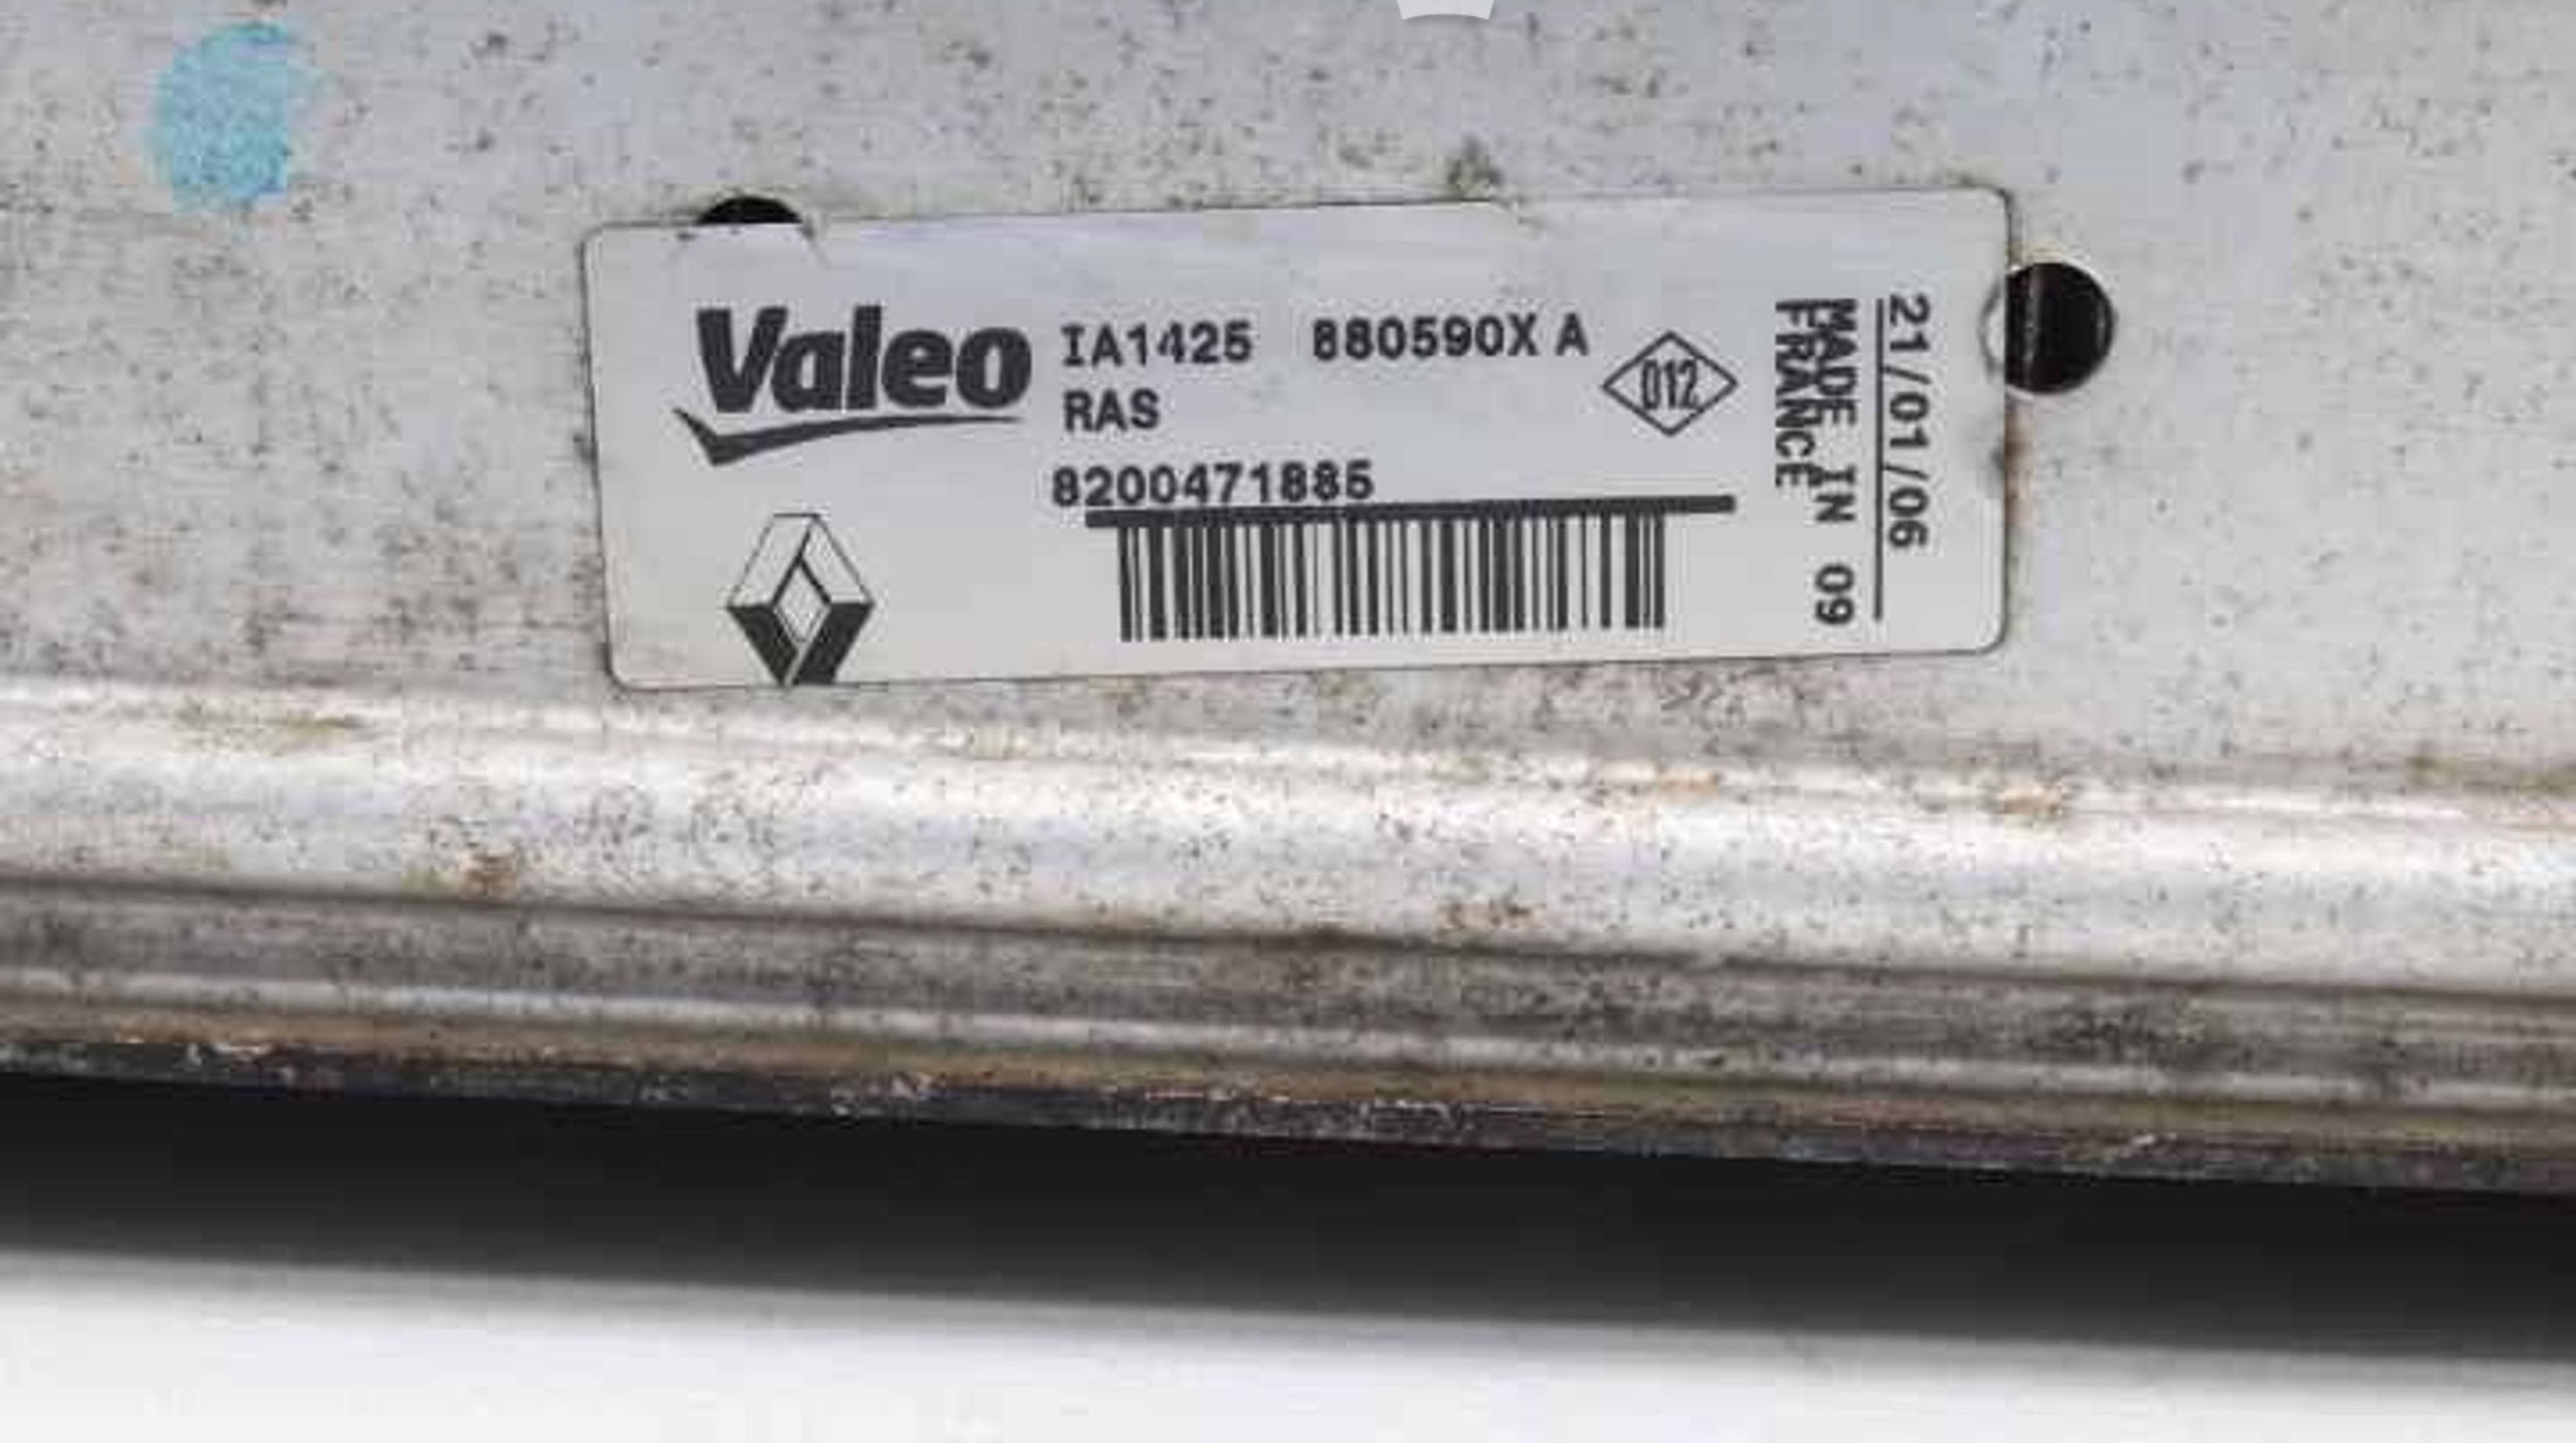 Valeo IA1425 880590X A
RAS
012
8200471885
21/01/06
MADE IN 09
FRANCE